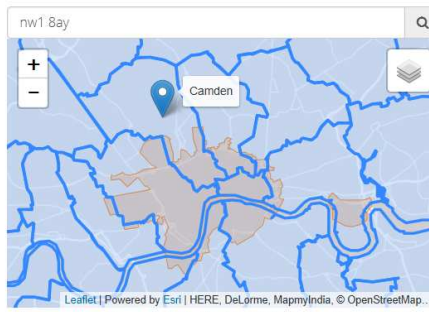 nw1 8ay
+
−
Camden
Leaflet | Powered by Esri | HERE, DeLorme, MapmyIndia, © OpenStreetMap...